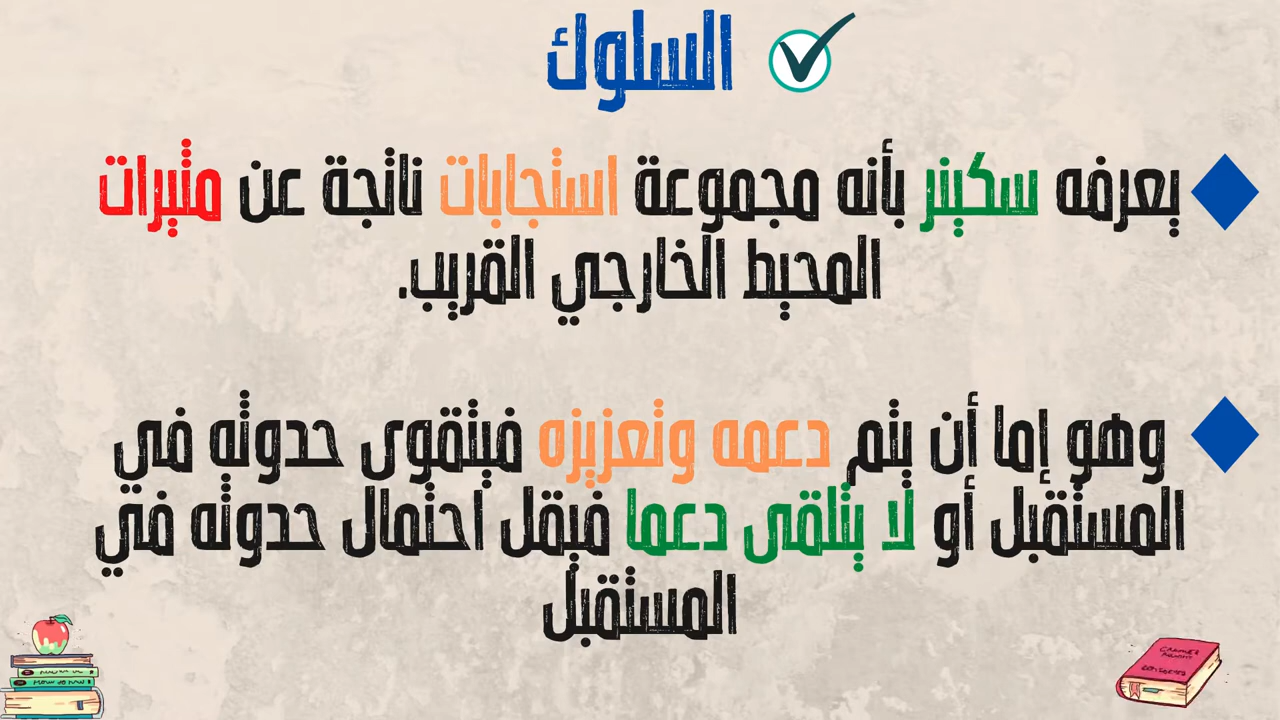 السلوك
يعرفه سكينر بأنه مجموعة استجابات ناتجة عن مثيرات
المحيط الخارجي القريب.
وهو إما أن يتم دعمه وتعزيزه فيتقوى حدوثه في
المستقبل أو لا يتلقى دعما فيقل احتمال حدوثه في
المستقبل